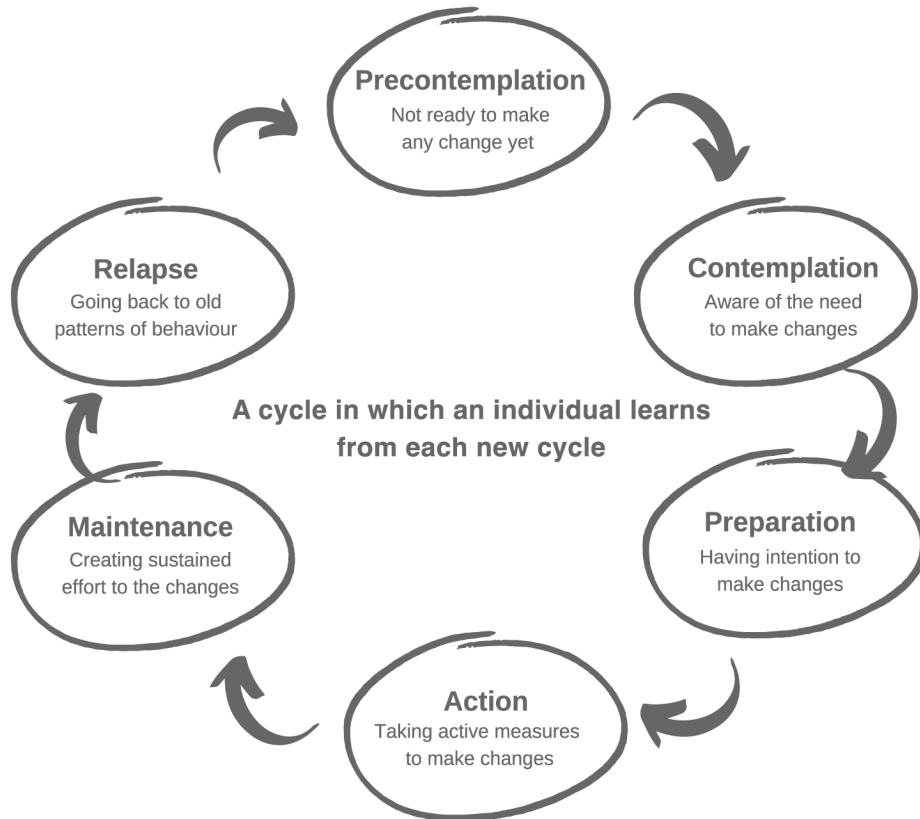 Precontemplation
Not ready to make
any change yet
Contemplation
Aware of the need
to make changes
Preparation
Having intention to
make changes
Action
Taking active measures
to make changes
Maintenance
Creating sustained
effort to the changes
Relapse
Going back to old
patterns of behaviour
A cycle in which an individual learns
from each new cycle